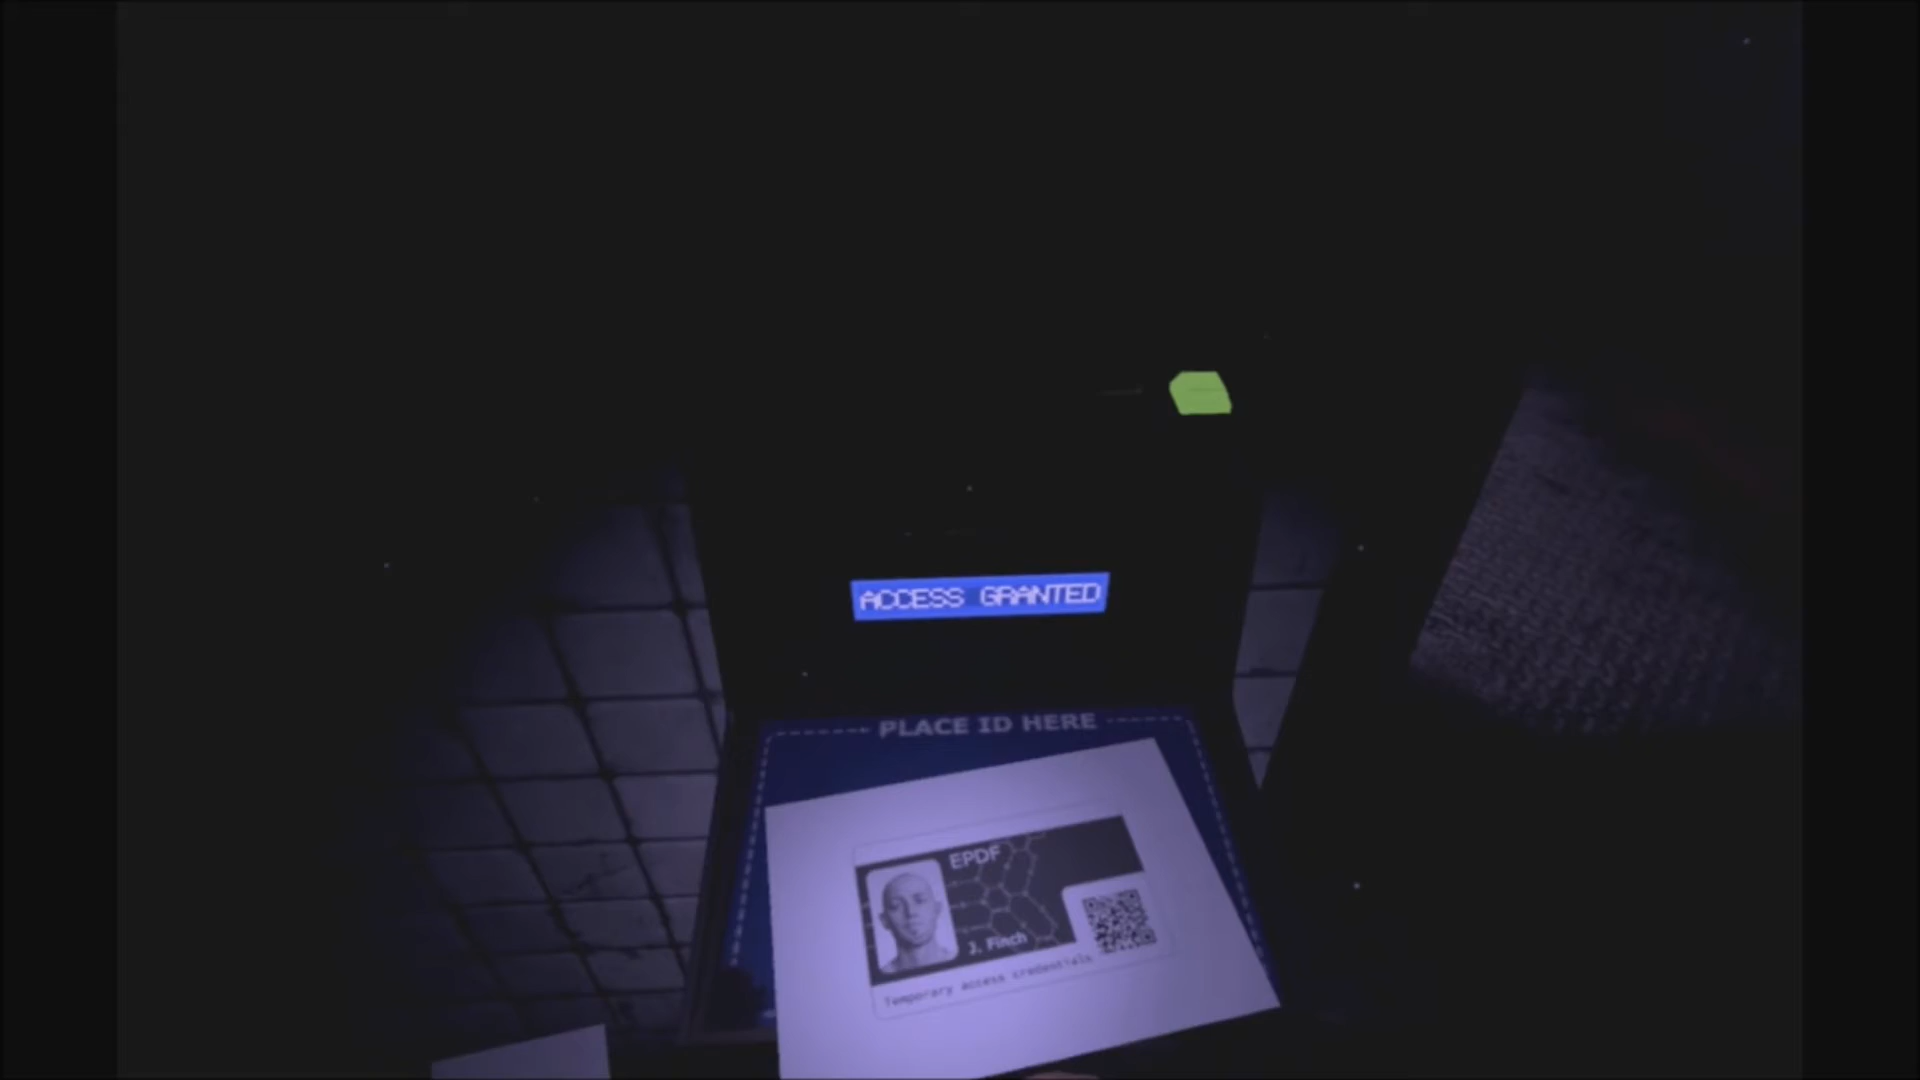 ACCESS GRANTED
PLACE ID HERE
EPDF
J. Finch
Temporary access credentials